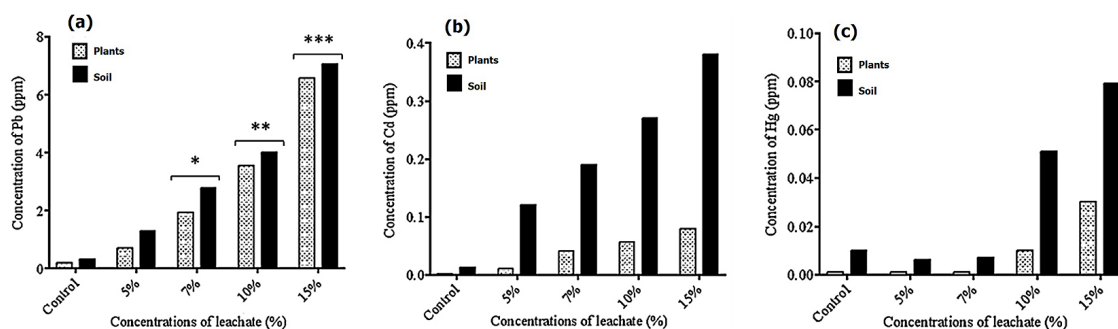 (a)
Plants
Soil
*
**
***
Concentration of Pb (ppm)
8
6
4
2
0
Control
5%
7%
10%
15%
Concentrations of leachate (%)
(b)
Plants
Soil
Concentration of Cd (ppm)
0.4
0.3
0.2
0.1
0.0
Control
5%
7%
10%
15%
Concentrations of leachate (%)
(c)
Plants
Soil
Concentration of Hg (ppm)
0.10
0.08
0.06
0.04
0.02
0.00
Control
5%
7%
10%
15%
Concentrations of leachate (%)